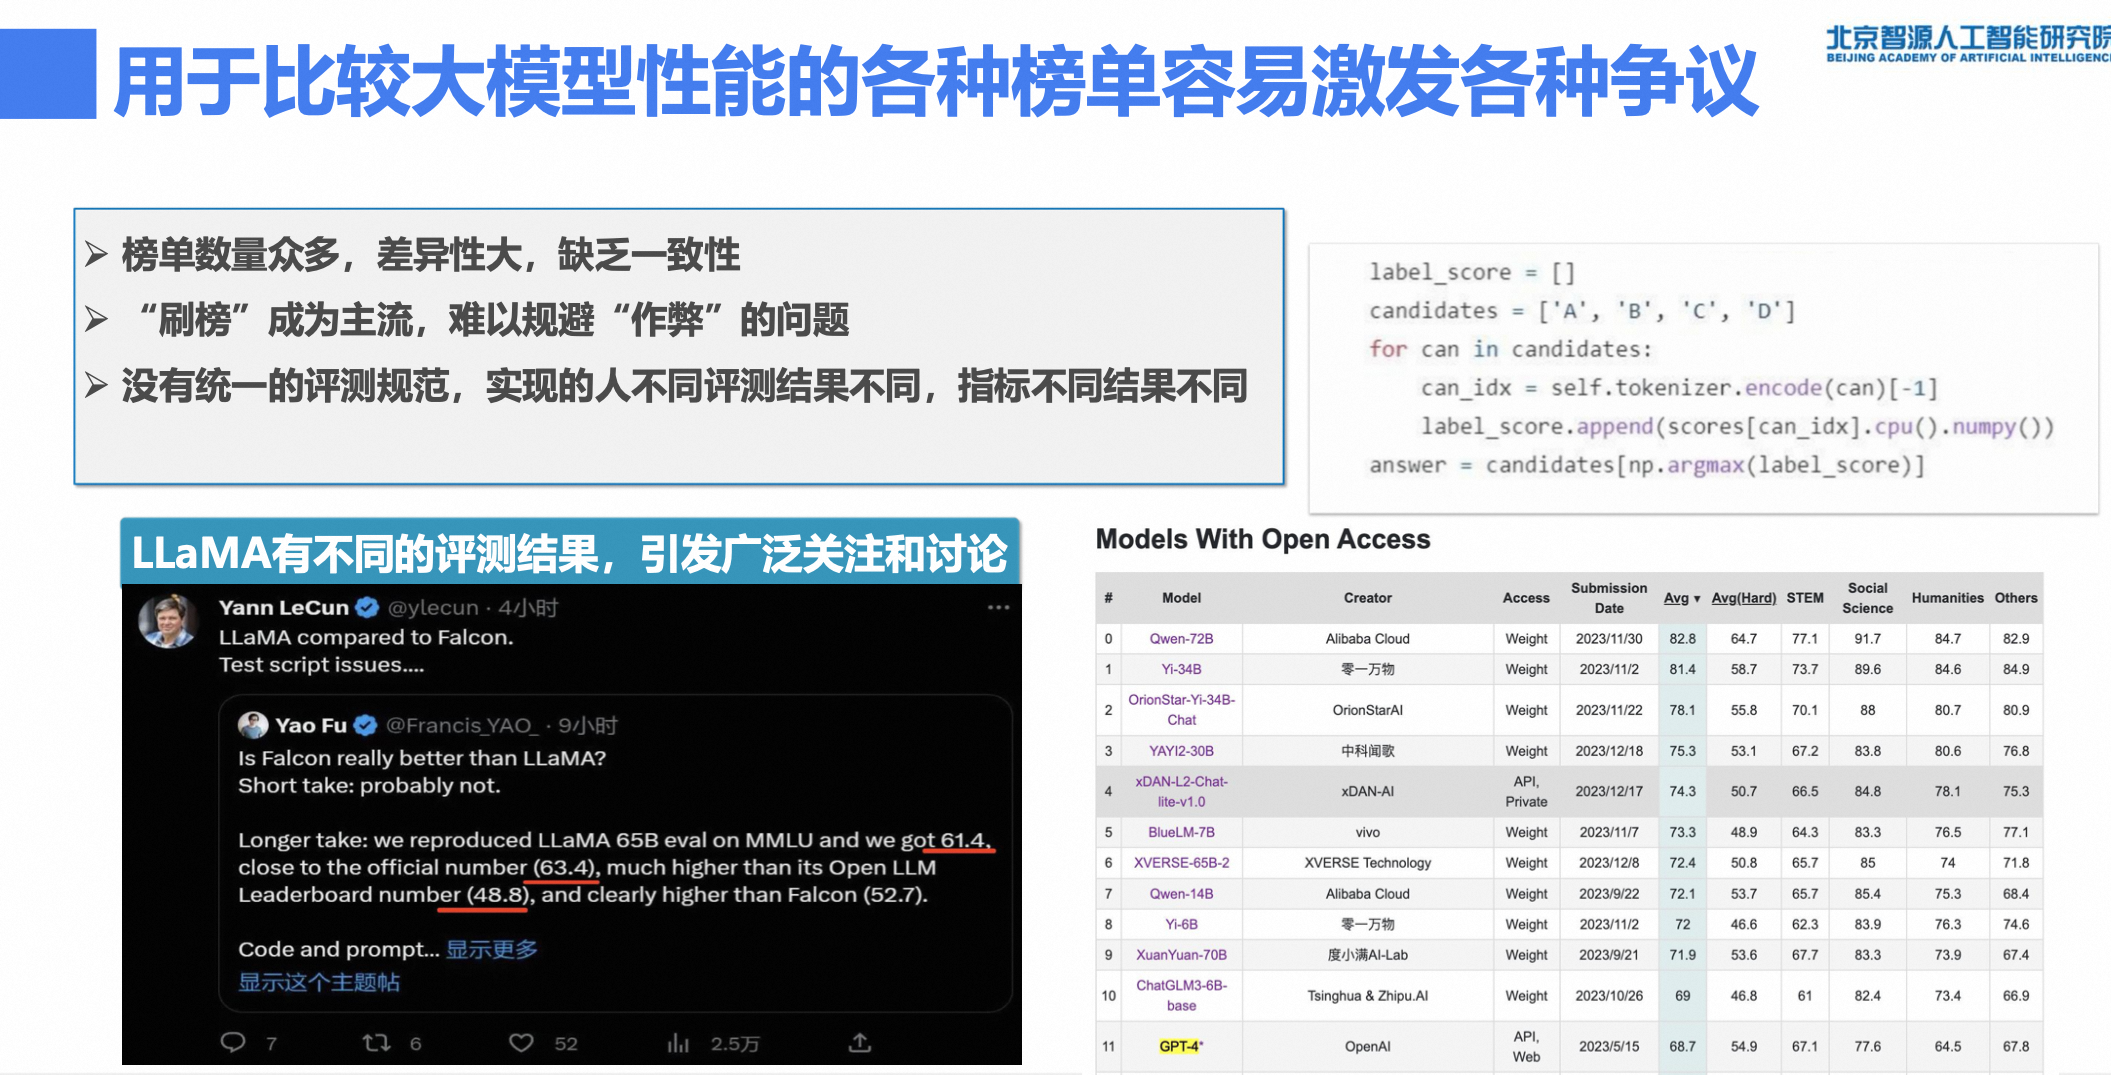 用于比较大模型性能的各种榜单容易激发各种争议
北京智源人工智能研究院
BEIJING ACADEMY OF ARTIFICIAL INTELLIGENCE
➢ 榜单数量众多，差异性大，缺乏一致性
➢ “刷榜”成为主流，难以规避“作弊”的问题
➢ 没有统一的评测规范，实现的人不同评测结果不同，指标不同结果不同
label_score = []
candidates = ['A', 'B', 'C', 'D']
for can in candidates:
    can_idx = self.tokenizer.encode(can)[-1]
    label_score.append(scores[can_idx].cpu().numpy())
answer = candidates[np.argmax(label_score)]
LLaMA有不同的评测结果，引发广泛关注和讨论
Yann LeCun @ylecun · 4小时
LLaMA compared to Falcon.
Test script issues....
Yao Fu @Francis_YAO_ · 9小时
Is Falcon really better than LLaMA?
Short take: probably not.
Longer take: we reproduced LLaMA 65B eval on MMLU and we got 61.4,
close to the official number (63.4), much higher than its Open LLM
Leaderboard number (48.8), and clearly higher than Falcon (52.7).
Code and prompt... 显示更多
显示这个主题帖
7 6 52 2.5万
Models With Open Access
# Model Creator Access Submission Date Avg ▼ Avg(Hard) STEM Social Science Humanities Others
0 Qwen-72B Alibaba Cloud Weight 2023/11/30 82.8 64.7 77.1 91.7 84.7 82.9
1 Yi-34B 零一万物 Weight 2023/11/2 81.4 58.7 73.7 89.6 84.6 84.9
2 OrionStar-Yi-34B-Chat OrionStarAI Weight 2023/11/22 78.1 55.8 70.1 88 80.7 80.9
3 YAYI2-30B 中科闻歌 Weight 2023/12/18 75.3 53.1 67.2 83.8 80.6 76.8
4 xDAN-L2-Chat-lite-v1.0 xDAN-AI API, Private 2023/12/17 74.3 50.7 66.5 84.8 78.1 75.3
5 BlueLM-7B vivo Weight 2023/11/7 73.3 48.9 64.3 83.3 76.5 77.1
6 XVERSE-65B-2 XVERSE Technology Weight 2023/12/8 72.4 50.8 65.7 85 74 71.8
7 Qwen-14B Alibaba Cloud Weight 2023/9/22 72.1 53.7 65.7 85.4 75.3 68.4
8 Yi-6B 零一万物 Weight 2023/11/2 72 46.6 62.3 83.9 76.3 74.6
9 XuanYuan-70B 度小满AI-Lab Weight 2023/9/21 71.9 53.6 67.7 83.3 73.9 67.4
10 ChatGLM3-6B-base Tsinghua & Zhipu.AI Weight 2023/10/26 69 46.8 61 82.4 73.4 66.9
11 GPT-4* OpenAI API, Web 2023/5/15 68.7 54.9 67.1 77.6 64.5 67.8